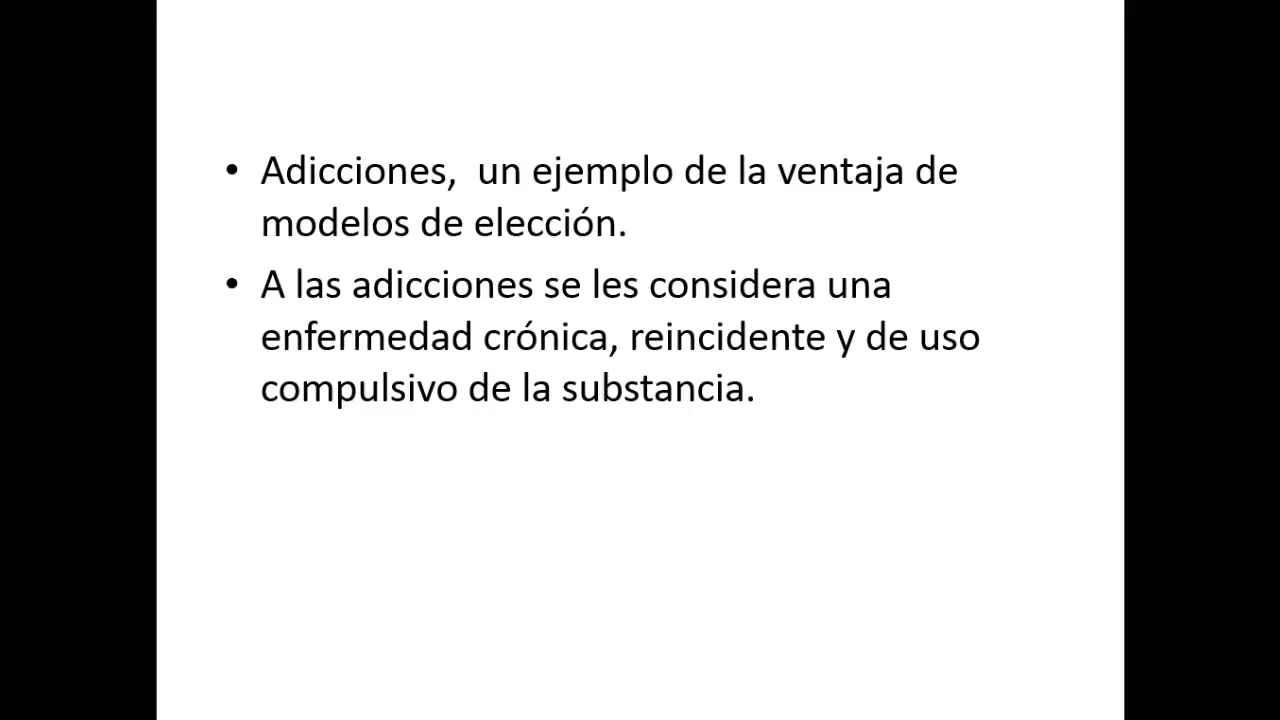 • Adicciones,  un ejemplo de la ventaja de
modelos de elección.
• A las adicciones se les considera una
enfermedad crónica, reincidente y de uso
compulsivo de la substancia.